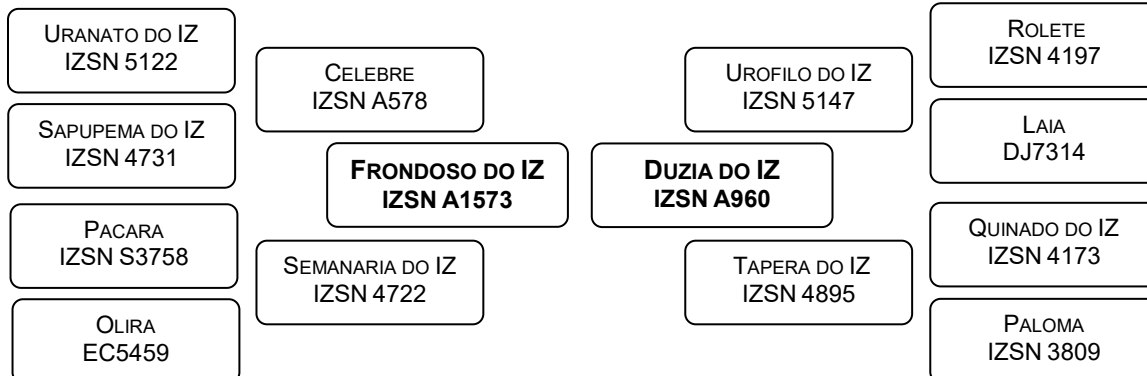 URANATO DO IZ
IZSN 5122
SAPUPEMA DO IZ
IZSN 4731
PACARA
IZSN S3758
OLIRA
EC5459
CELEBRE
IZSN A578
SEMANARIA DO IZ
IZSN 4722
FRONDOSO DO IZ
IZSN A1573
DUZIA DO IZ
IZSN A960
UROFILO DO IZ
IZSN 5147
TAPERA DO IZ
IZSN 4895
ROLETE
IZSN 4197
LAIA
DJ7314
QUINADO DO IZ
IZSN 4173
PALOMA
IZSN 3809